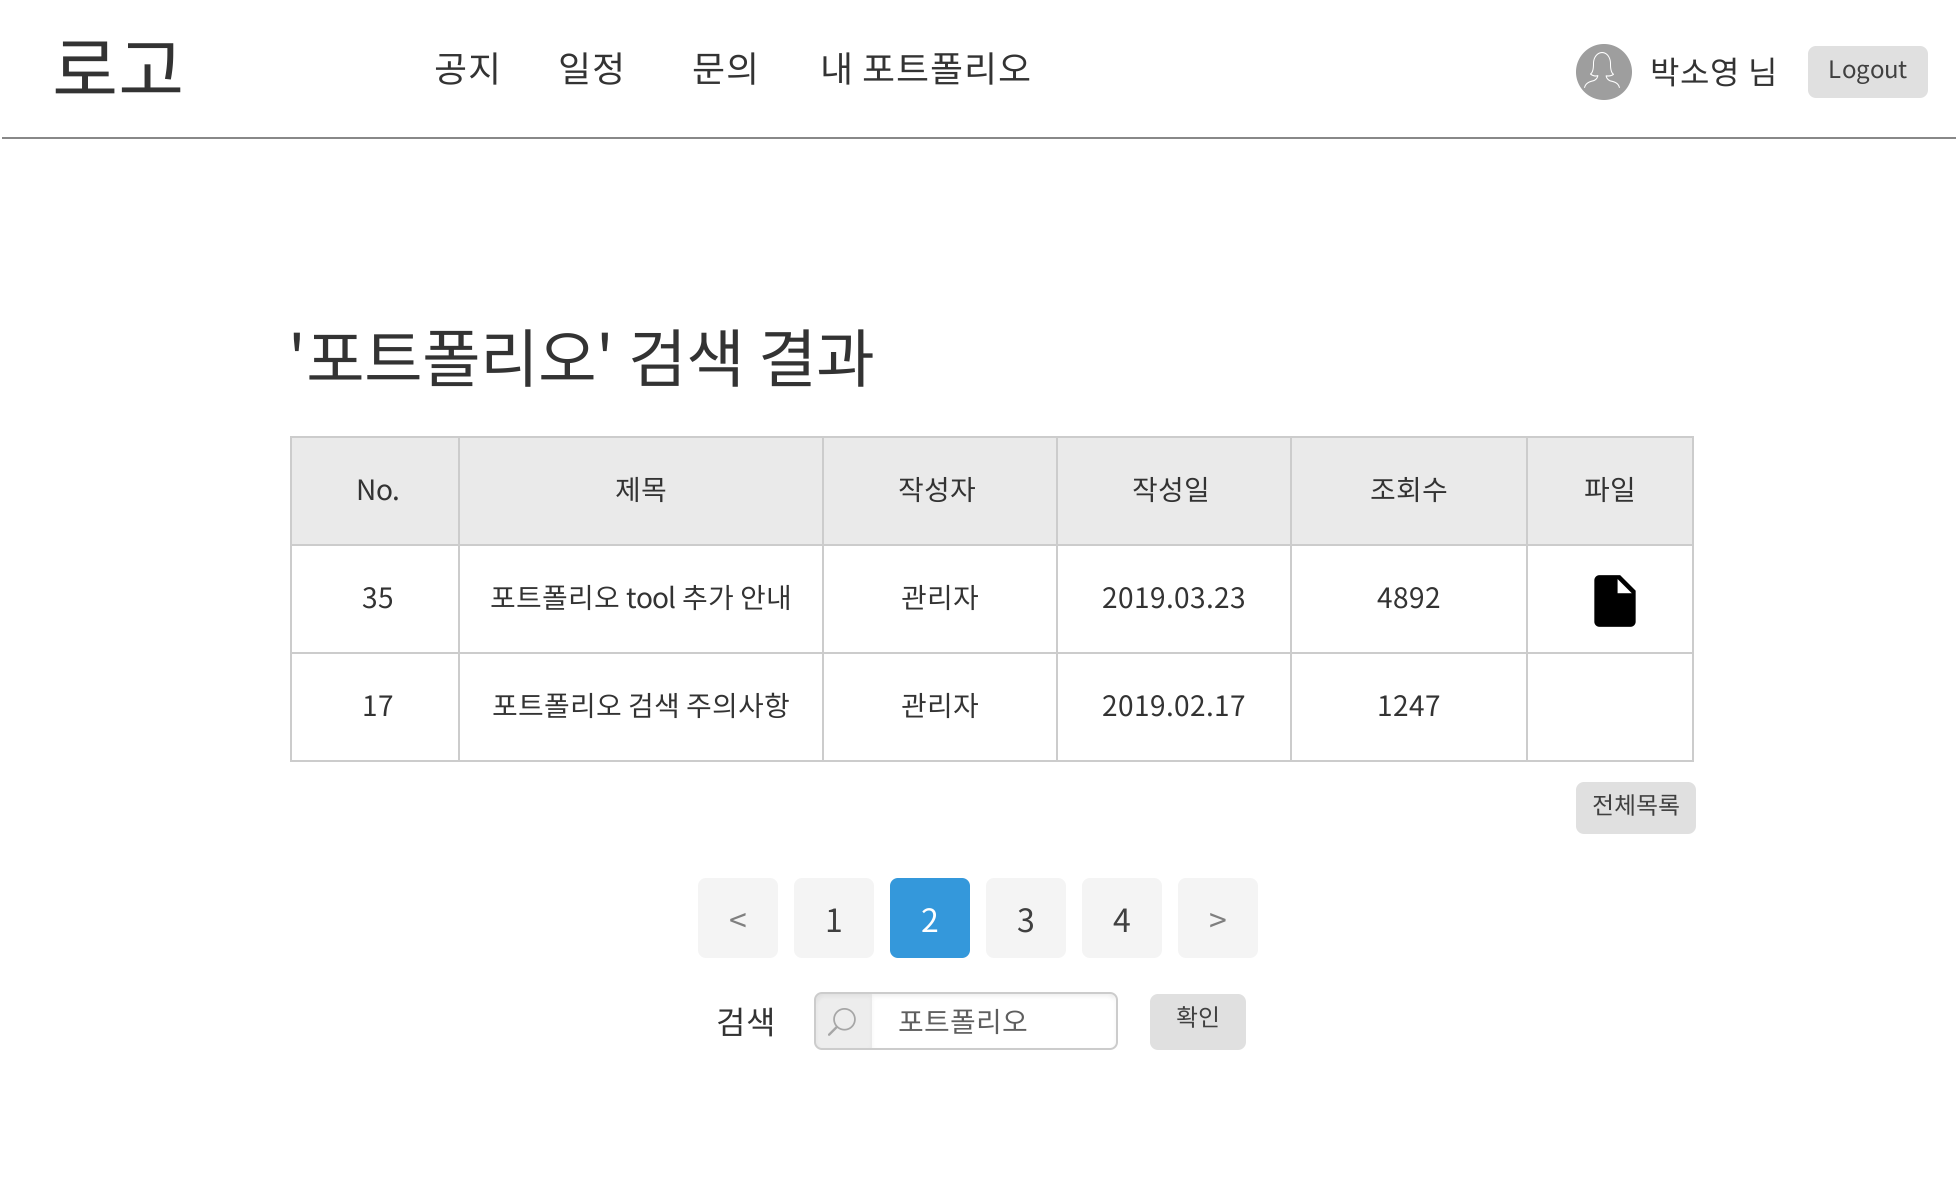 로고 공지 일정 문의 내 포트폴리오 박소영 님 Logout
'포트폴리오' 검색 결과
No. 제목 작성자 작성일 조회수 파일
35 포트폴리오 tool 추가 안내 관리자 2019.03.23 4892
17 포트폴리오 검색 주의사항 관리자 2019.02.17 1247
전체목록
< 1 2 3 4 >
검색 포트폴리오 확인